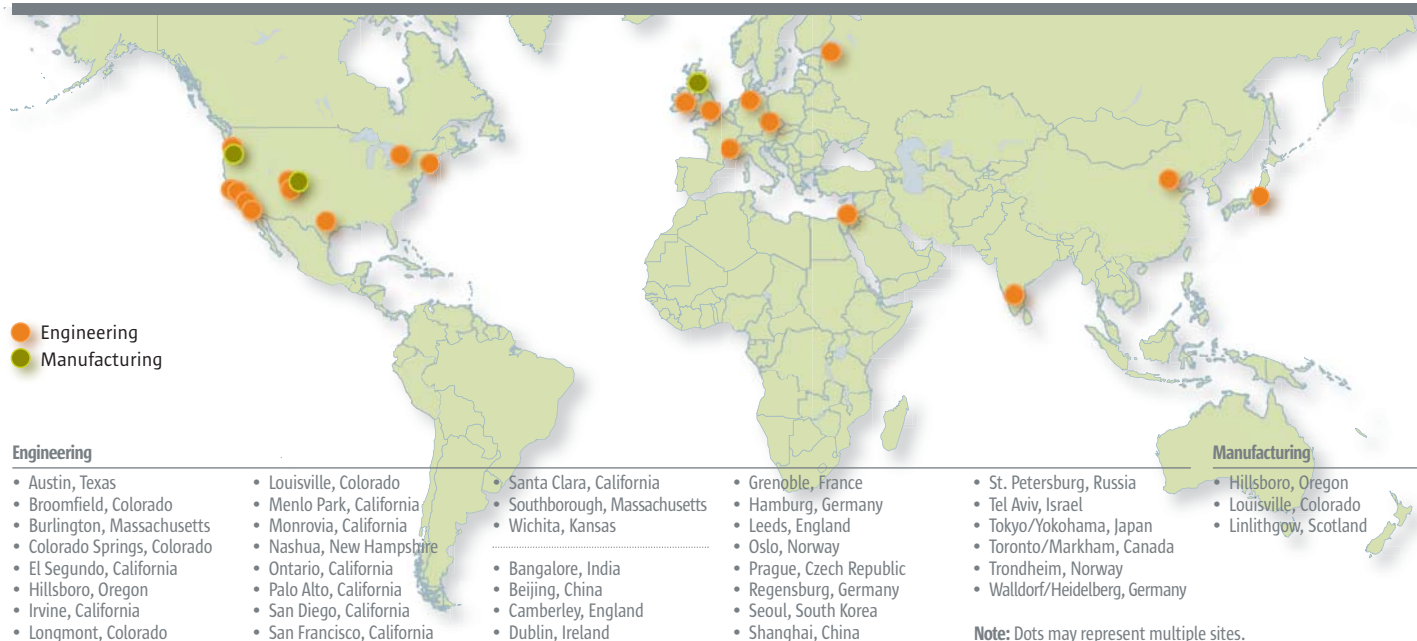 Engineering
Manufacturing
Engineering
• Austin, Texas
• Broomfield, Colorado
• Burlington, Massachusetts
• Colorado Springs, Colorado
• El Segundo, California
• Hillsboro, Oregon
• Irvine, California
• Longmont, Colorado
• Louisville, Colorado
• Menlo Park, California
• Monrovia, California
• Nashua, New Hampshire
• Ontario, California
• Palo Alto, California
• San Diego, California
• San Francisco, California
• Santa Clara, California
• Southborough, Massachusetts
• Wichita, Kansas
• Bangalore, India
• Beijing, China
• Camberley, England
• Dublin, Ireland
• Grenoble, France
• Hamburg, Germany
• Leeds, England
• Oslo, Norway
• Prague, Czech Republic
• Regensburg, Germany
• Seoul, South Korea
• Shanghai, China
• St. Petersburg, Russia
• Tel Aviv, Israel
• Tokyo/Yokohama, Japan
• Toronto/Markham, Canada
• Trondheim, Norway
• Walldorf/Heidelberg, Germany
Note: Dots may represent multiple sites.
Manufacturing
• Hillsboro, Oregon
• Louisville, Colorado
• Linlithgow, Scotland